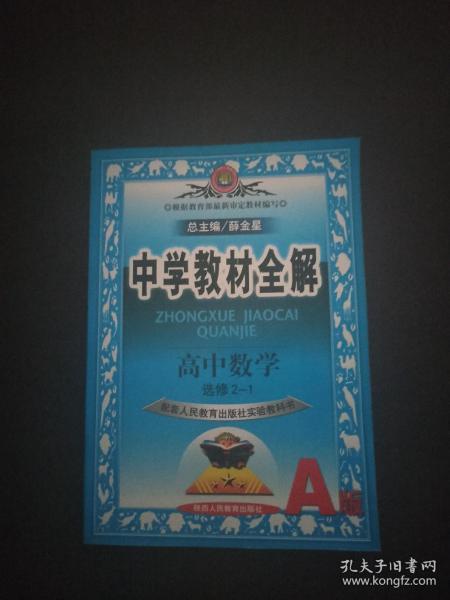 ◎根据教育部最新审定教材编写◎
总主编/薛金星
中学教材全解
ZHONGXUE JIAOCAI
QUANJIE
高中数学
选修2-1
配套人民教育出版社实验教科书
A版
陕西人民教育出版社
孔夫子旧书网
www.kongfz.com